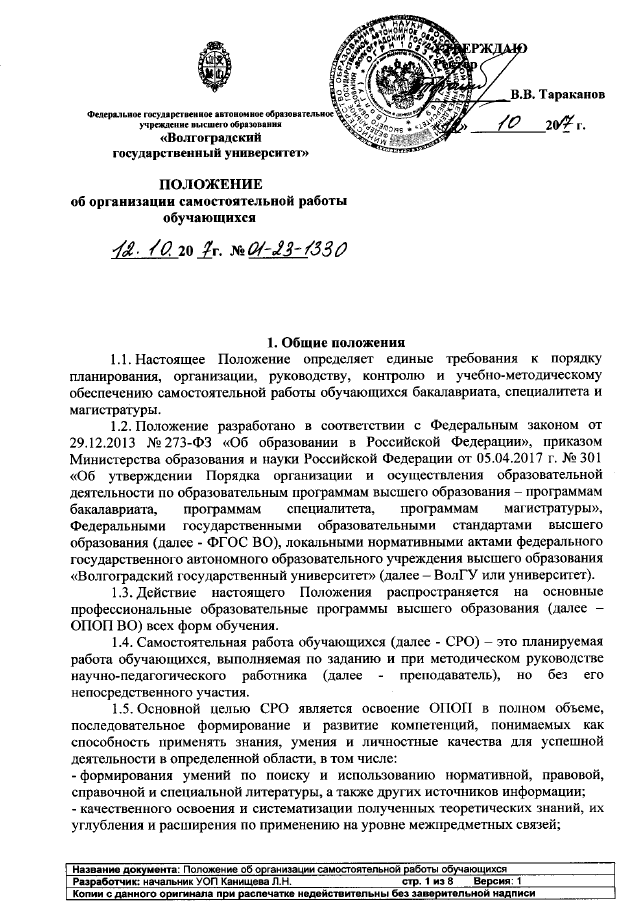 УТВЕРЖДАЮ
Ректор
В.В. Тараканов
«12» 10 2017 г.
Федеральное государственное автономное образовательное
учреждение высшего образования
«Волгоградский
государственный университет»
ПОЛОЖЕНИЕ
об организации самостоятельной работы
обучающихся
12. 10. 20 7г. № 01-23-1330
1. Общие положения
1.1. Настоящее Положение определяет единые требования к порядку
планирования, организации, руководству, контролю и учебно-методическому
обеспечению самостоятельной работы обучающихся бакалавриата, специалитета и
магистратуры.
1.2. Положение разработано в соответствии с Федеральным законом от
29.12.2013 № 273-ФЗ «Об образовании в Российской Федерации», приказом
Министерства образования и науки Российской Федерации от 05.04.2017 г. № 301
«Об утверждении Порядка организации и осуществления образовательной
деятельности по образовательным программам высшего образования – программам
бакалавриата, программам специалитета, программам магистратуры»,
Федеральными государственными образовательными стандартами высшего
образования (далее - ФГОС ВО), локальными нормативными актами федерального
государственного автономного образовательного учреждения высшего образования
«Волгоградский государственный университет» (далее – ВолГУ или университет).
1.3. Действие настоящего Положения распространяется на основные
профессиональные образовательные программы высшего образования (далее –
ОПОП ВО) всех форм обучения.
1.4. Самостоятельная работа обучающихся (далее - СРО) – это планируемая
работа обучающихся, выполняемая по заданию и при методическом руководстве
научно-педагогического работника (далее - преподаватель), но без его
непосредственного участия.
1.5. Основной целью СРО является освоение ОПОП в полном объеме,
последовательное формирование и развитие компетенций, понимаемых как
способность применять знания, умения и личностные качества для успешной
деятельности в определенной области, в том числе:
- формирования умений по поиску и использованию нормативной, правовой,
справочной и специальной литературы, а также других источников информации;
- качественного освоения и систематизации полученных теоретических знаний, их
углубления и расширения по применению на уровне межпредметных связей;
Название документа: Положение об организации самостоятельной работы обучающихся
Разработчик: начальник УОП Канищева Л.Н. стр. 1 из 8 Версия: 1
Копии с данного оригинала при распечатке недействительны без заверительной надписи